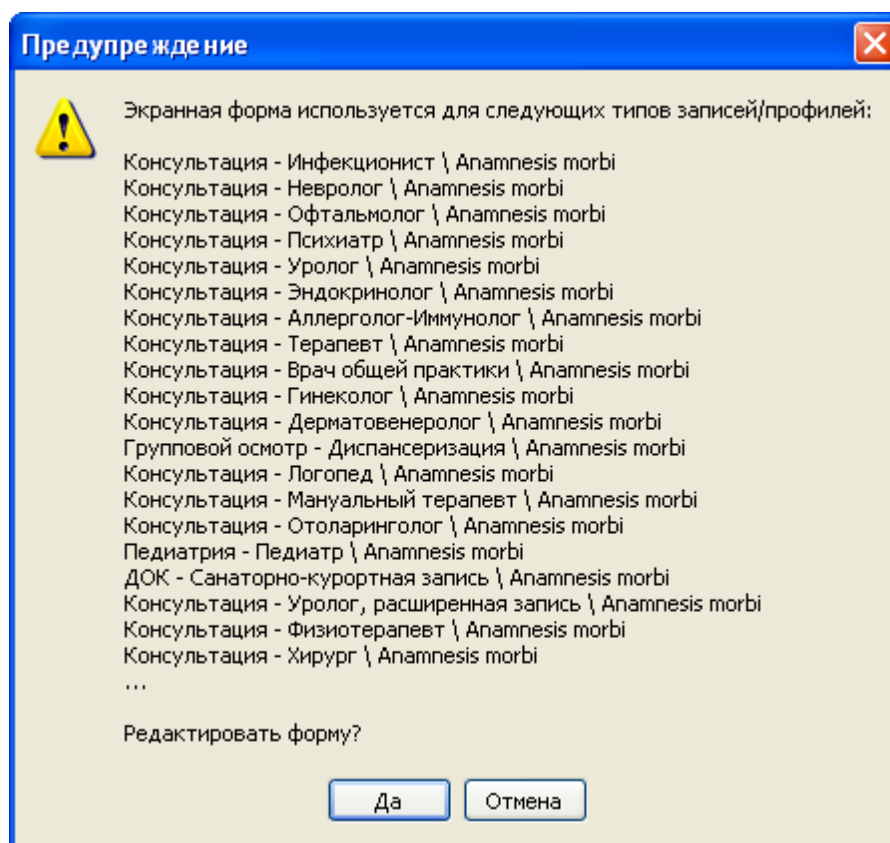 Предупреждение
Экранная форма используется для следующих типов записей/профилей:
Консультация - Инфекционист \ Anamnesis morbi
Консультация - Невролог \ Anamnesis morbi
Консультация - Офтальмолог \ Anamnesis morbi
Консультация - Психиатр \ Anamnesis morbi
Консультация - Уролог \ Anamnesis morbi
Консультация - Эндокринолог \ Anamnesis morbi
Консультация - Аллерголог-Иммунолог \ Anamnesis morbi
Консультация - Терапевт \ Anamnesis morbi
Консультация - Врач общей практики \ Anamnesis morbi
Консультация - Гинеколог \ Anamnesis morbi
Консультация - Дерматовенеролог \ Anamnesis morbi
Групповой осмотр - Диспансеризация \ Anamnesis morbi
Консультация - Логопед \ Anamnesis morbi
Консультация - Мануальный терапевт \ Anamnesis morbi
Консультация - Отоларинголог \ Anamnesis morbi
Педиатрия - Педиатр \ Anamnesis morbi
ДОК - Санаторно-курортная запись \ Anamnesis morbi
Консультация - Уролог, расширенная запись \ Anamnesis morbi
Консультация - Физиотерапевт \ Anamnesis morbi
Консультация - Хирург \ Anamnesis morbi
...
Редактировать форму?
Да
Отмена